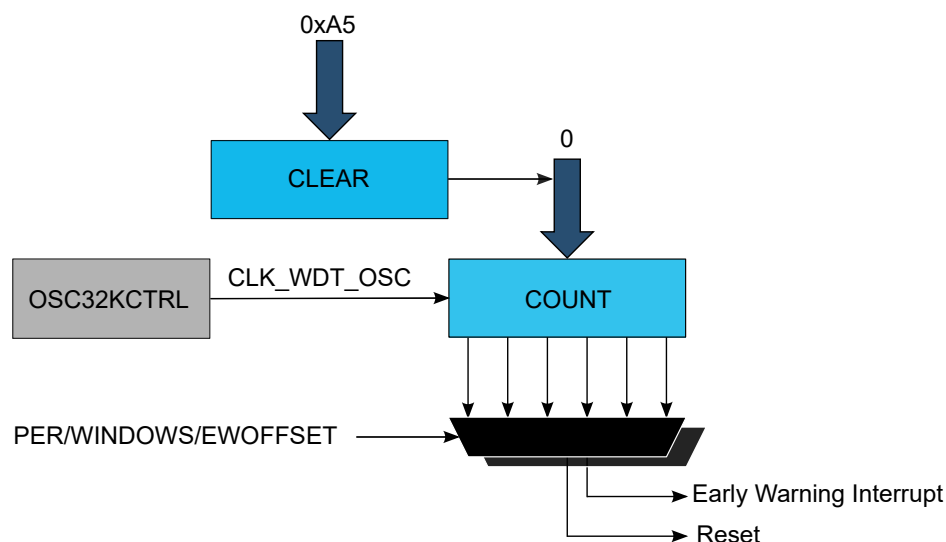 0xA5
0
CLEAR
CLK_WDT_OSC
OSC32KCTRL
COUNT
PER/WINDOWS/EWOFFSET
Early Warning Interrupt
Reset